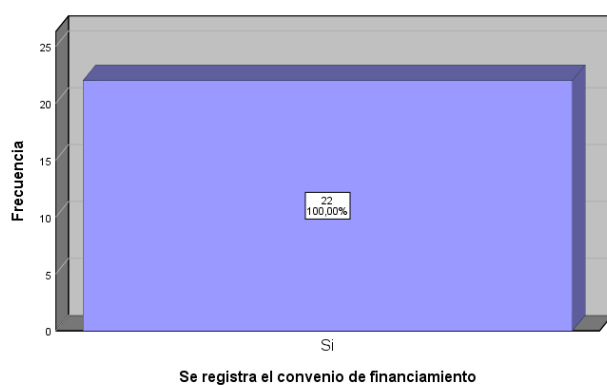 25
20
15
10
5
0
Frecuencia
22
100,00%
Si
Se registra el convenio de financiamiento